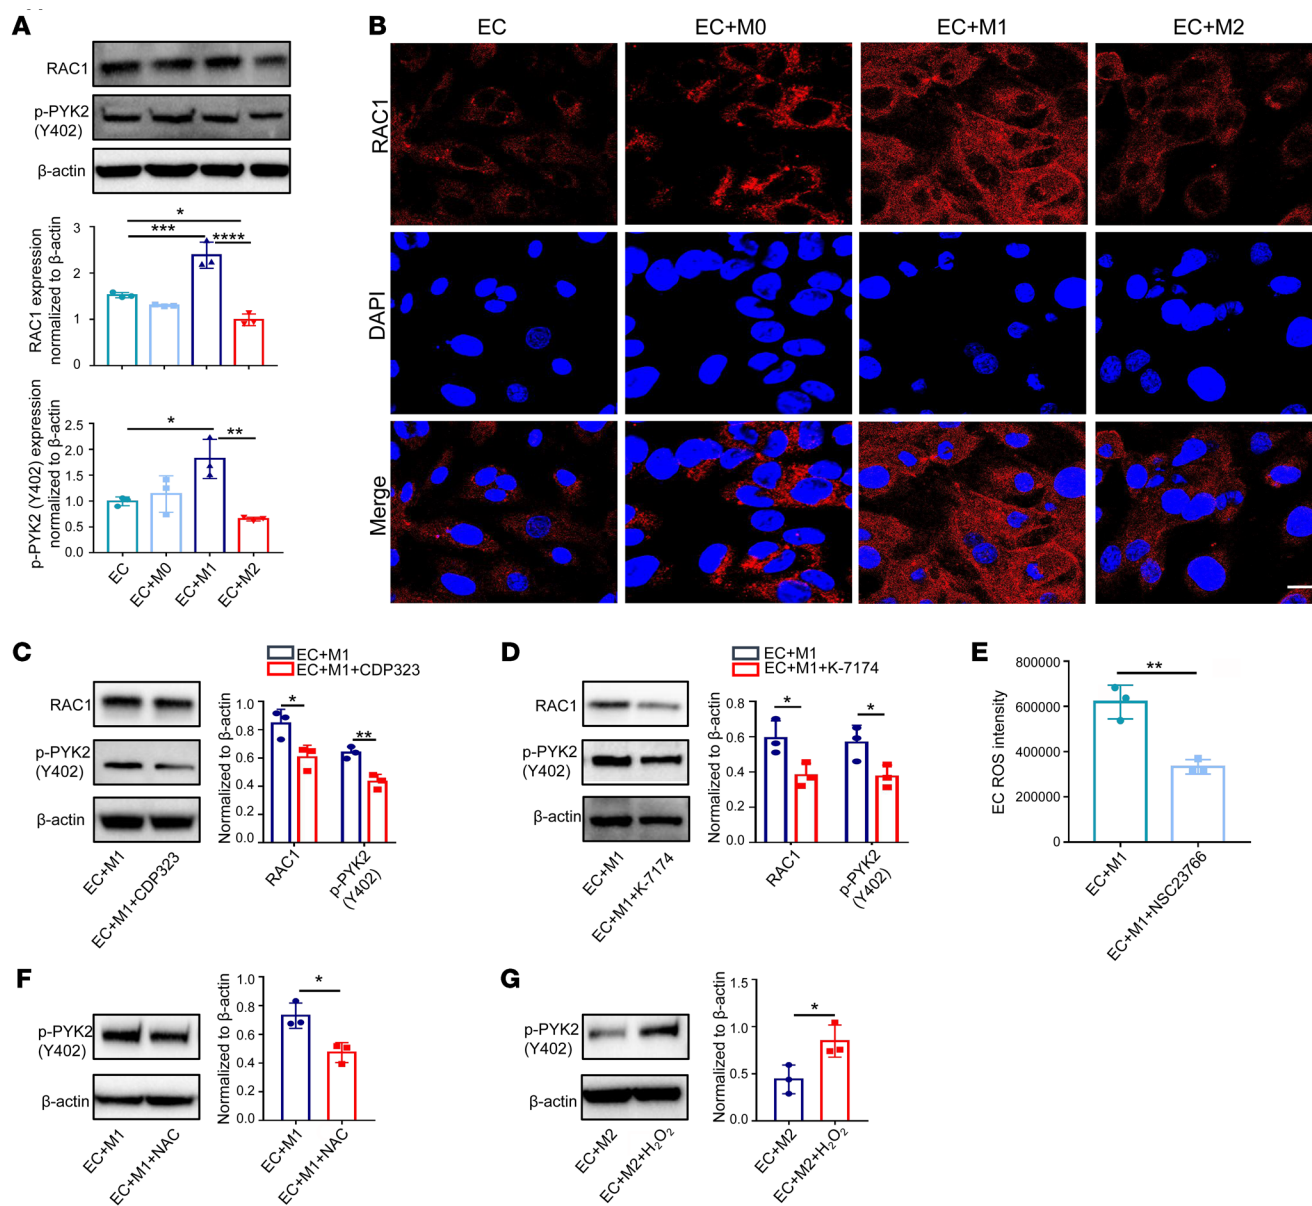 A
RAC1
p-PYK2
(Y402)
β-actin
RAC1 expression
normalized to β-actin
3
2
1
0
*
***
****
p-PYK2 (Y402) expression
normalized to β-actin
2.5
2.0
1.5
1.0
0.5
0.0
*
**
EC
EC+M0
EC+M1
EC+M2
B
EC
EC+M0
EC+M1
EC+M2
RAC1
DAPI
Merge
C
RAC1
p-PYK2
(Y402)
β-actin
EC+M1
EC+M1+CDP323
EC+M1
EC+M1+CDP323
Normalized to β-actin
1.0
0.8
0.6
0.4
0.2
0.0
*
**
RAC1
p-PYK2
(Y402)
D
RAC1
p-PYK2
(Y402)
β-actin
EC+M1
EC+M1+K-7174
EC+M1
EC+M1+K-7174
Normalized to β-actin
0.8
0.6
0.4
0.2
0.0
*
*
RAC1
p-PYK2
(Y402)
E
EC ROS intensity
800000
600000
400000
200000
0
**
EC+M1
EC+M1+NSC23766
F
p-PYK2
(Y402)
β-actin
EC+M1
EC+M1+NAC
Normalized to β-actin
1.0
0.8
0.6
0.4
0.2
0.0
*
EC+M1
EC+M1+NAC
G
p-PYK2
(Y402)
β-actin
EC+M2
EC+M2+H₂O₂
Normalized to β-actin
1.5
1.0
0.5
0.0
*
EC+M2
EC+M2+H₂O₂